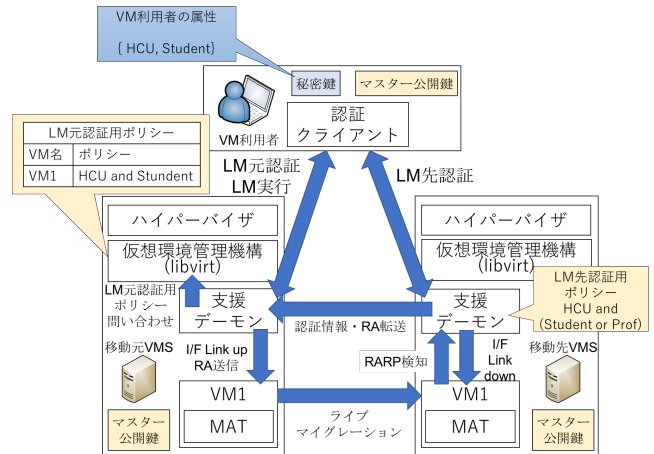 VM利用者の属性
{ HCU, Student}
秘密鍵
マスター公開鍵
認証
クライアント
VM利用者
LM元認証用ポリシー
VM名 ポリシー
VM1 HCU and Stundent
LM元認証
LM実行
LM先認証
ハイパーバイザ
仮想環境管理機構
(libvirt)
LM元認証用
ポリシー
問い合わせ
支援
デーモン
移動元VMS
I/F Link up
RA送信
VM1
MAT
マスター
公開鍵
認証情報・RA転送
RARP検知
ライブ
マイグレーション
ハイパーバイザ
仮想環境管理機構
(libvirt)
支援
デーモン
LM先認証用
ポリシー
HCU and
(Student or Prof)
I/F
Link
down
移動先VMS
VM1
MAT
マスター
公開鍵